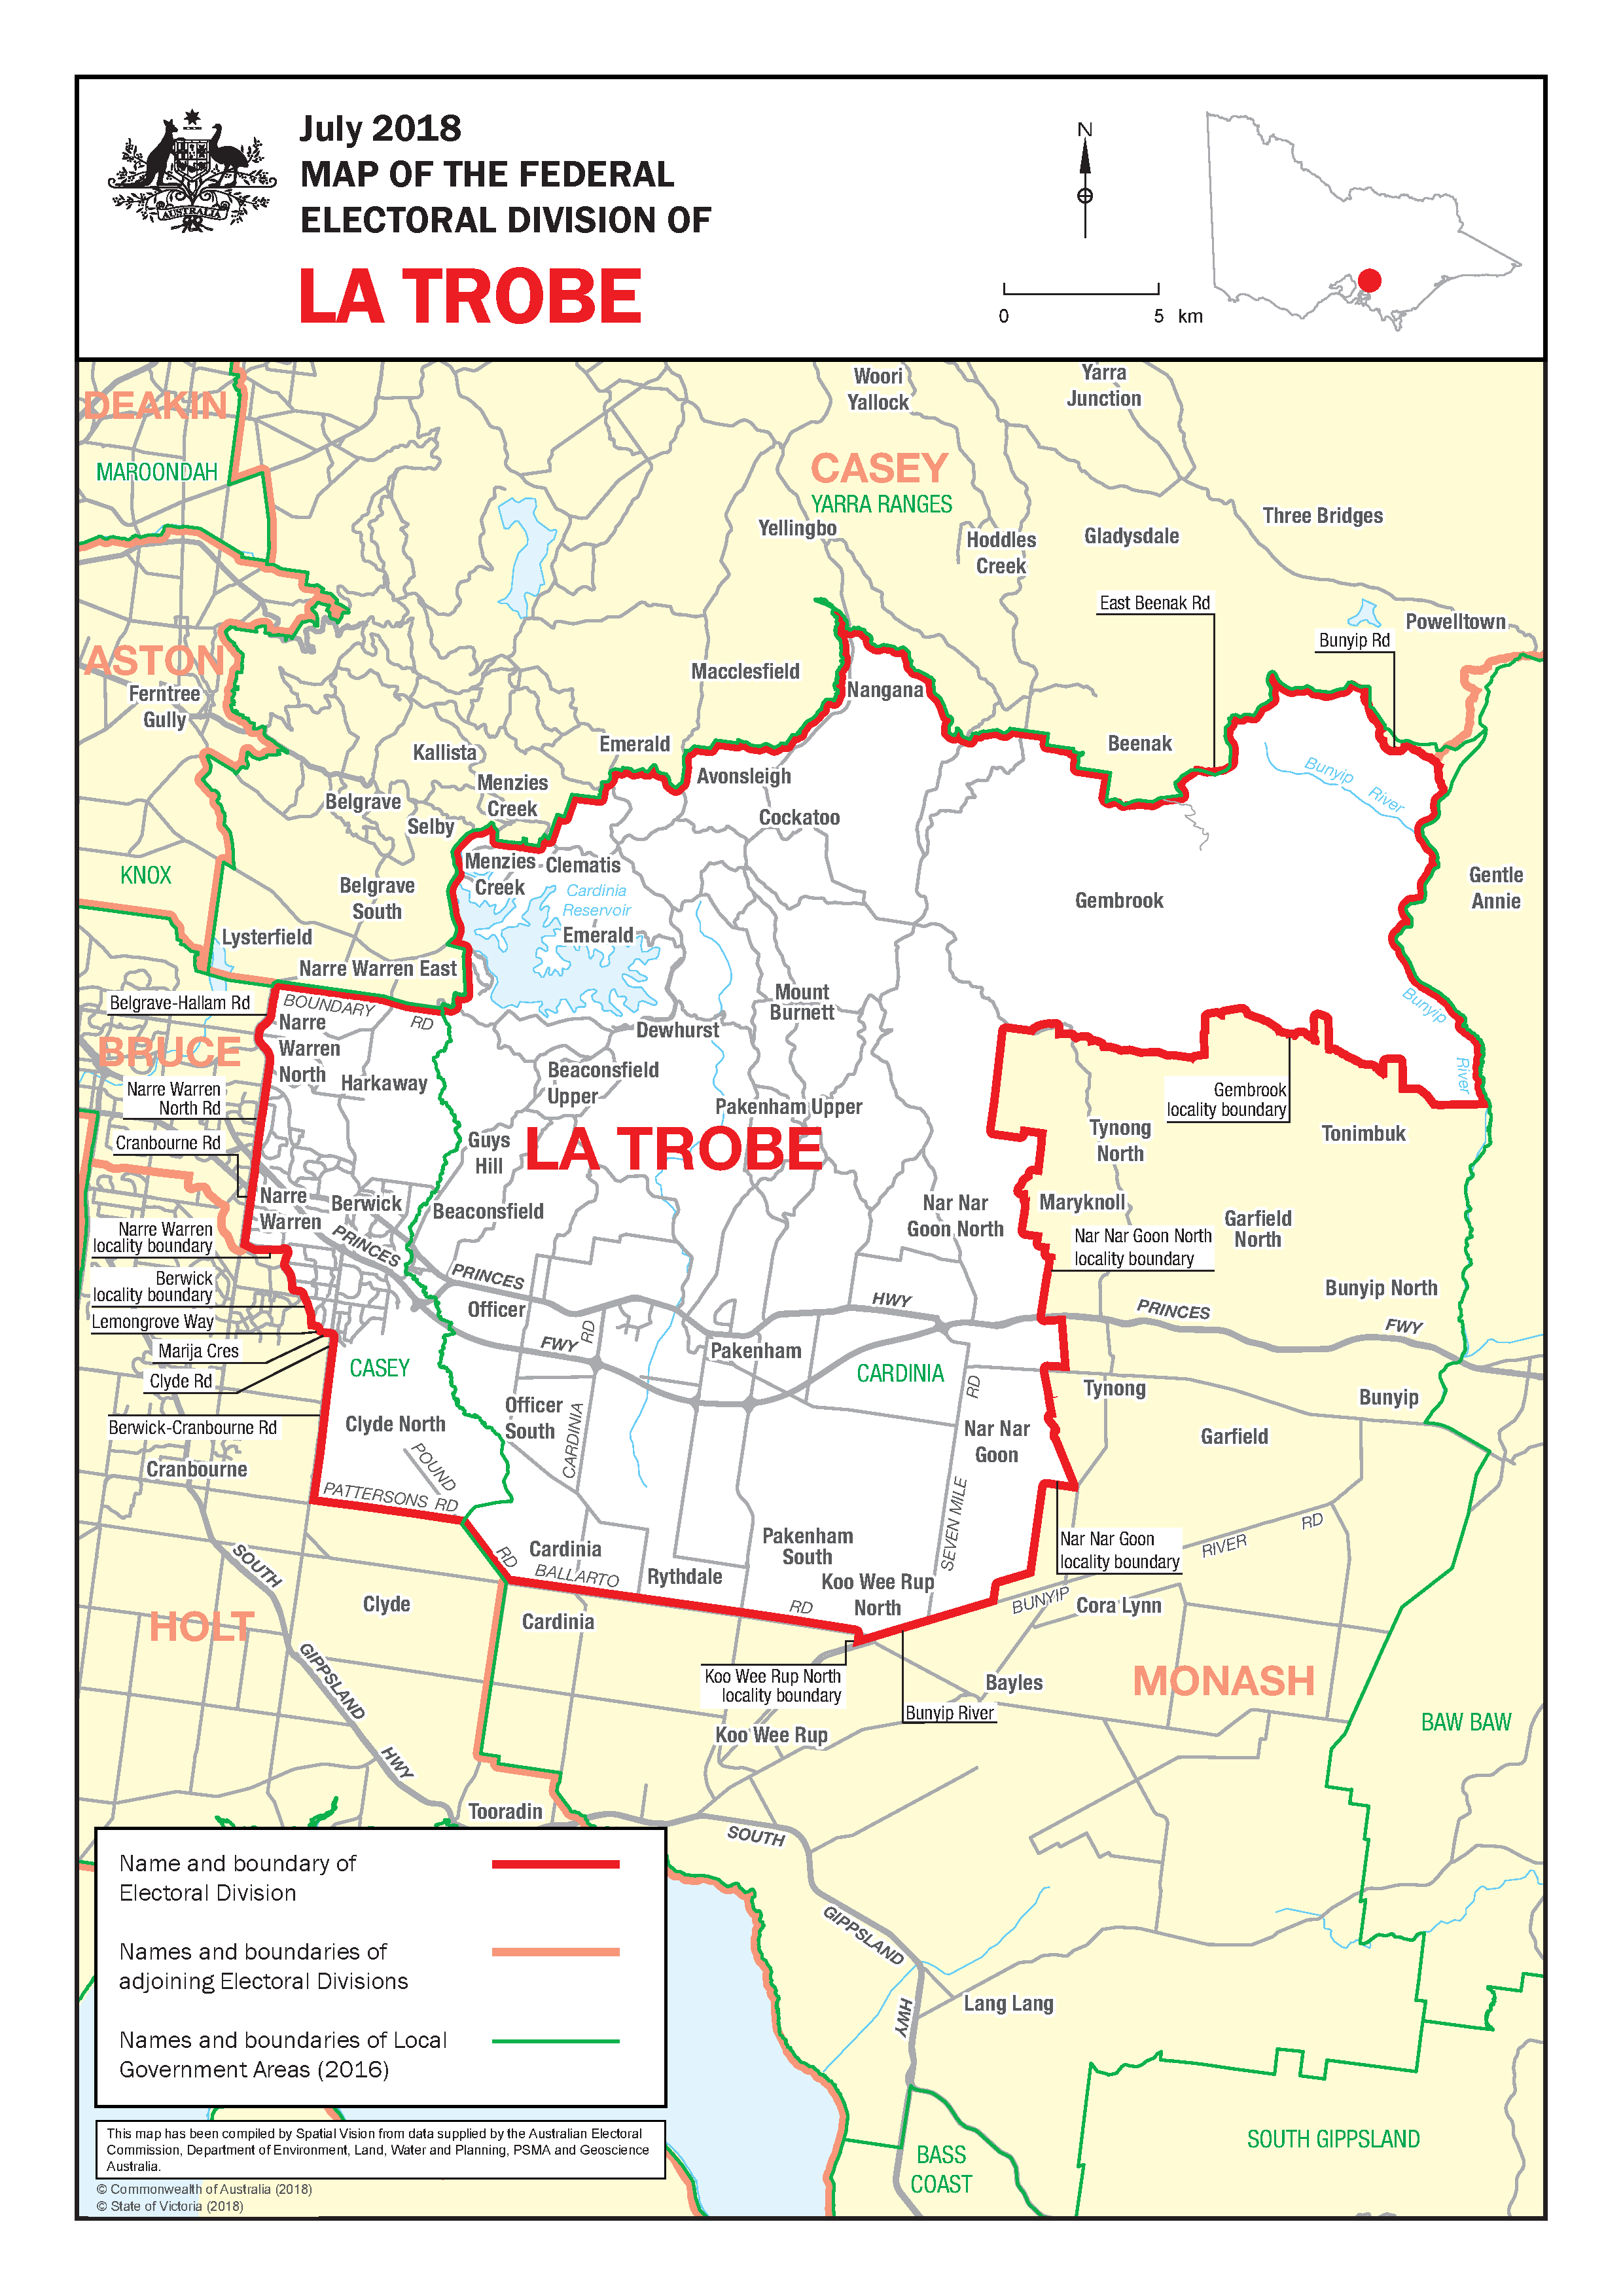 AUSTRALIA
July 2018
MAP OF THE FEDERAL
ELECTORAL DIVISION OF
LA TROBE
N
0 5 km
Woori
Yallock
Yarra
Junction
DEAKIN
MAROONDAH
CASEY
YARRA RANGES
Yellingbo
Hoddles
Creek
Gladysdale
Three Bridges
East Beenak Rd
Bunyip Rd
Powelltown
ASTON
Ferntree
Gully
Macclesfield
Nangana
Kallista
Emerald
Beenak
Menzies
Creek
Avonsleigh
Bunyip
River
Belgrave
Selby
Cockatoo
KNOX
Menzies
Creek
Clematis
Cardinia
Reservoir
Emerald
Belgrave
South
Gembrook
Gentle
Annie
Lysterfield
Narre Warren East
Belgrave-Hallam Rd
BOUNDARY
RD
Narre
Warren
North
Mount
Burnett
Bunyip
River
Dewhurst
BRUCE
Harkaway
Beaconsfield
Upper
Narre Warren
North Rd
Pakenham Upper
Gembrook
locality boundary
Cranbourne Rd
Guys
Hill
LA TROBE
Tynong
North
Tonimbuk
Narre
Warren
Berwick
Beaconsfield
Nar Nar
Goon North
Maryknoll
Garfield
North
Narre Warren
locality boundary
Nar Nar Goon North
locality boundary
PRINCES
PRINCES
HWY
PRINCES
FWY
Bunyip North
Berwick
locality boundary
Lemongrove Way
Marija Cres
Clyde Rd
Officer
FWY
RD
Pakenham
CASEY
CARDINIA
Tynong
Bunyip
RD
Berwick-Cranbourne Rd
Clyde North
Officer
South
CARDINIA
Nar Nar
Goon
Garfield
Cranbourne
POUND
PATTERSONS RD
SEVEN MILE
RD
Cardinia
BALLARTO
Rythdale
Pakenham
South
Koo Wee Rup
North
RD
Nar Nar Goon
locality boundary
RIVER
RD
BUNYIP
Cora Lynn
SOUTH
HOLT
Clyde
Cardinia
GIPPSLAND
HWY
Koo Wee Rup North
locality boundary
Bunyip River
Bayles
MONASH
BAW BAW
Koo Wee Rup
Tooradin
SOUTH
GIPPSLAND
HWY
Lang Lang
BASS
COAST
SOUTH GIPPSLAND
Name and boundary of
Electoral Division
Names and boundaries of
adjoining Electoral Divisions
Names and boundaries of Local
Government Areas (2016)
This map has been compiled by Spatial Vision from data supplied by the Australian Electoral
Commission, Department of Environment, Land, Water and Planning, PSMA and Geoscience
Australia.
© Commonwealth of Australia (2018)
© State of Victoria (2018)